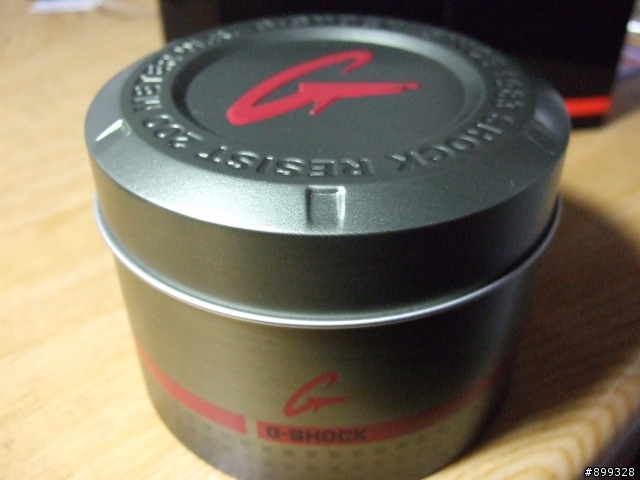 SHOCK RESIST 200 METERS
G
G
G-SHOCK
#899328